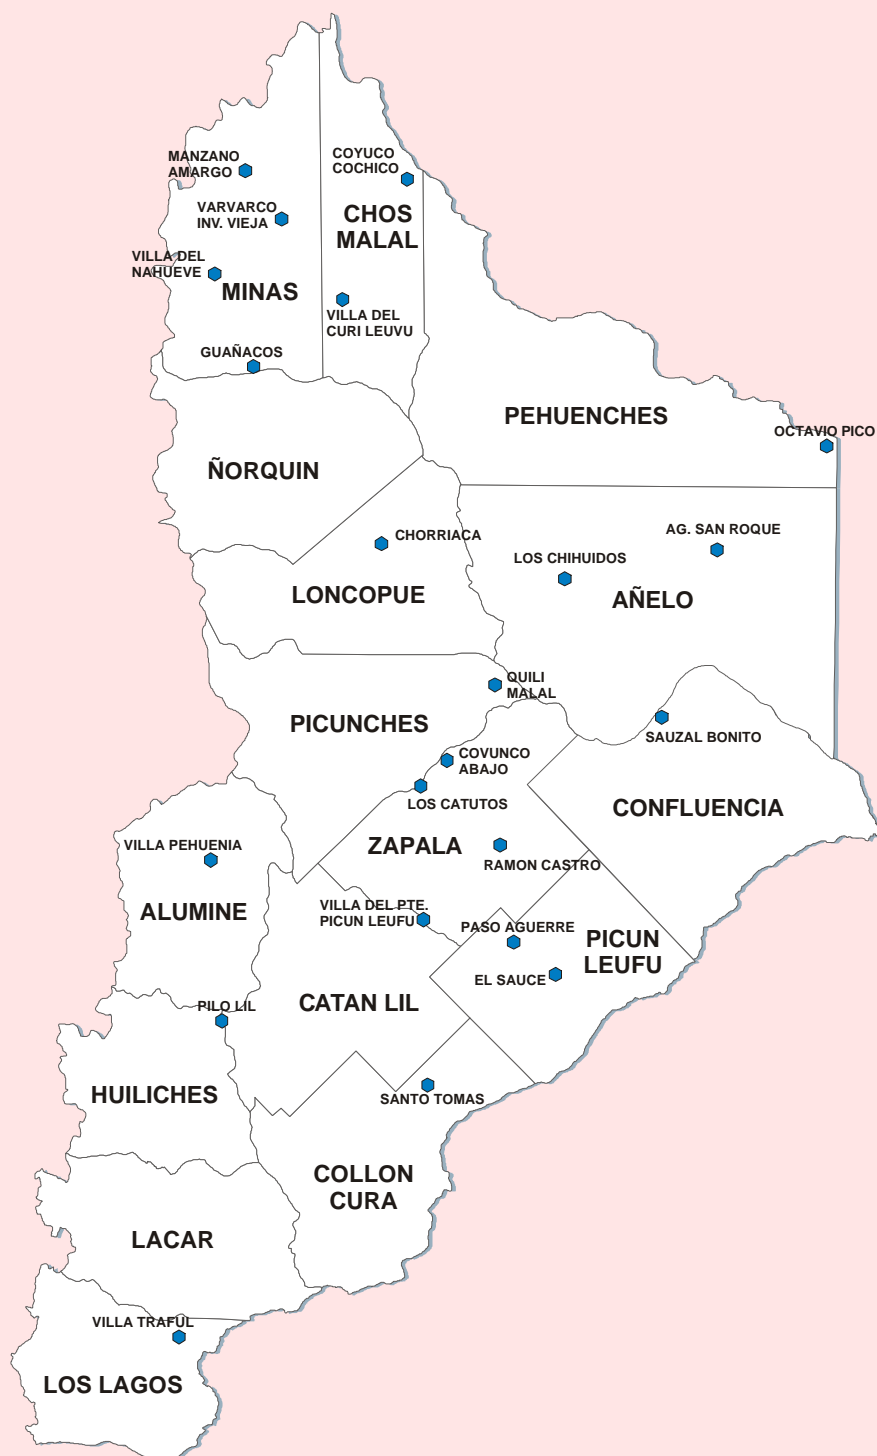 MANZANO
AMARGO
COYUCO
COCHICO
VARVARCO
INV. VIEJA
CHOS
MALAL
VILLA DEL
NAHUEVE
MINAS
VILLA DEL
CURI LEUVU
GUAÑACOS
PEHUENCHES
OCTAVIO PICO
ÑORQUIN
CHORRIACA
AG. SAN ROQUE
LOS CHIHUIDOS
LONCOPUE
AÑELO
QUILI
MALAL
PICUNCHES
SAUZAL BONITO
COVUNCO
ABAJO
LOS CATUTOS
CONFLUENCIA
VILLA PEHUENIA
ZAPALA
RAMON CASTRO
ALUMINE
VILLA DEL PTE.
PICUN LEUFU
PASO AGUERRE
PICUN
LEUFU
EL SAUCE
CATAN LIL
PILO LIL
HUILICHES
SANTO TOMAS
COLLON
CURA
LACAR
VILLA TRAFUL
LOS LAGOS